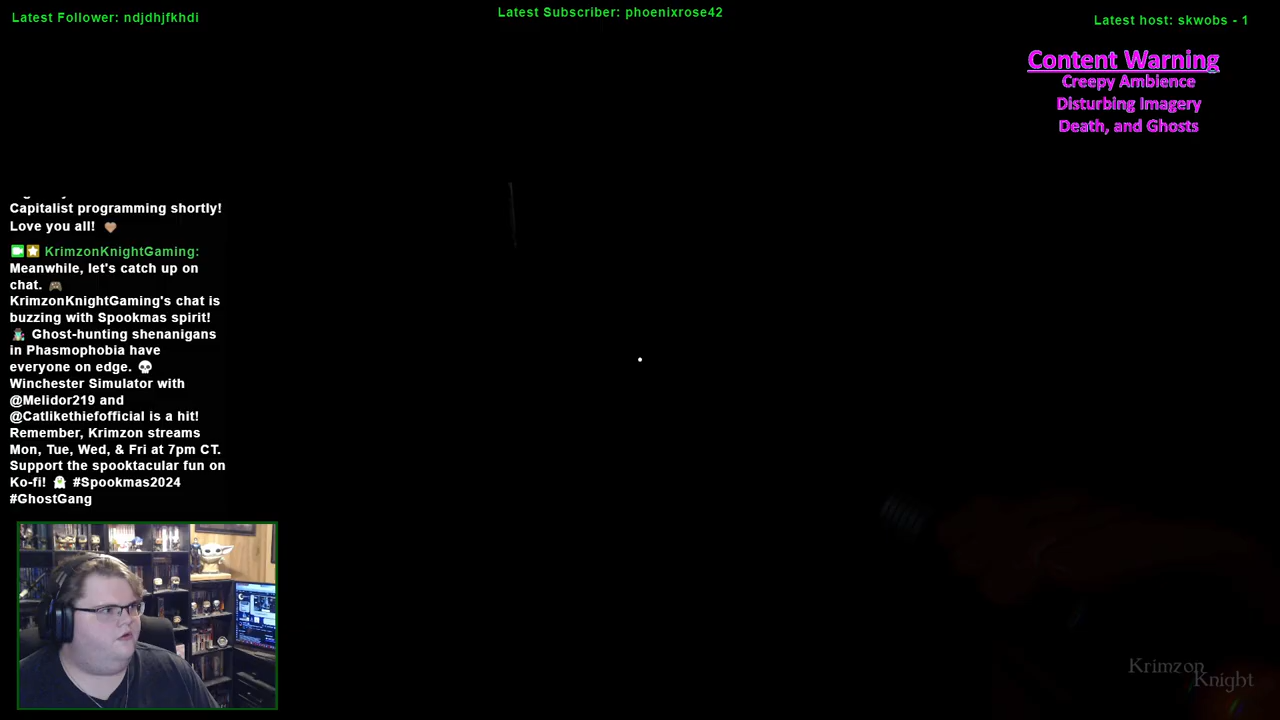 Latest Follower: ndjdhjfkhdi
Latest Subscriber: phoenixrose42
Latest host: skwobs - 1
Content Warning
Creepy Ambience
Disturbing Imagery
Death, and Ghosts
Capitalist programming shortly!
Love you all! 🤎
KrimzonKnightGaming:
Meanwhile, let's catch up on
chat. 🎮
KrimzonKnightGaming's chat is
buzzing with Spookmas spirit!
Ghost-hunting shenanigans
in Phasmophobia have
everyone on edge. 💀
Winchester Simulator with
@Melidor219 and
@Catlikethiefofficial is a hit!
Remember, Krimzon streams
Mon, Tue, Wed, & Fri at 7pm CT.
Support the spooktacular fun on
Ko-fi! 👻 #Spookmas2024
#GhostGang
Krimzon
Knight